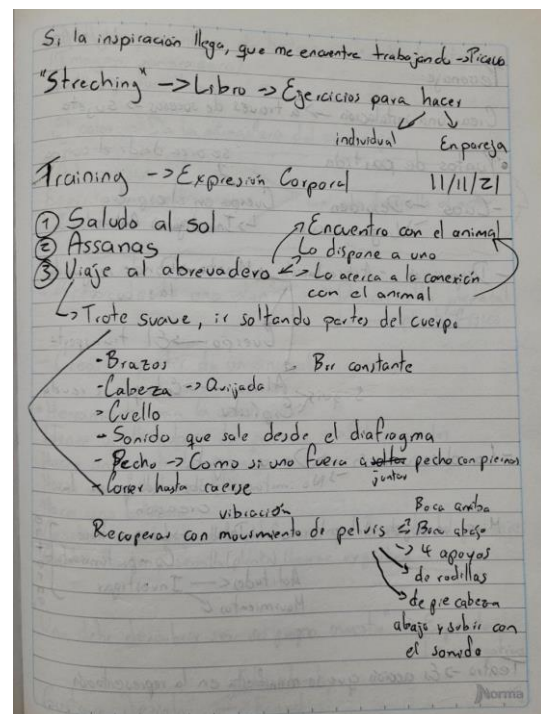 Si la inspiración llega, que me encuentre trabajando → Picasso
"Streching" → Libro → Ejercicios para hacer
individual En pareja
Training → Expresión Corporal 11/11/21
① Saludo al sol
② Assanas
③ Viaje al abrevadero
Encuentro con el animal
Lo dispone a uno
Lo acerca a la conexión
con el animal
Trote suave, ir soltando partes del cuerpo
- Brazos
Brr constante
- Cabeza → Quijada
> Cuello
- Sonido que sale desde el diafragma
- Pecho → Como si uno fuera a juntar pecho con piernas
- Correr hasta caerse
vibración
Recuperar con movimiento de pelvis
Boca arriba
Boca abajo
→ 4 apoyos
de rodillas
de pie cabeza
abajo y subir con
el sonido
Norma